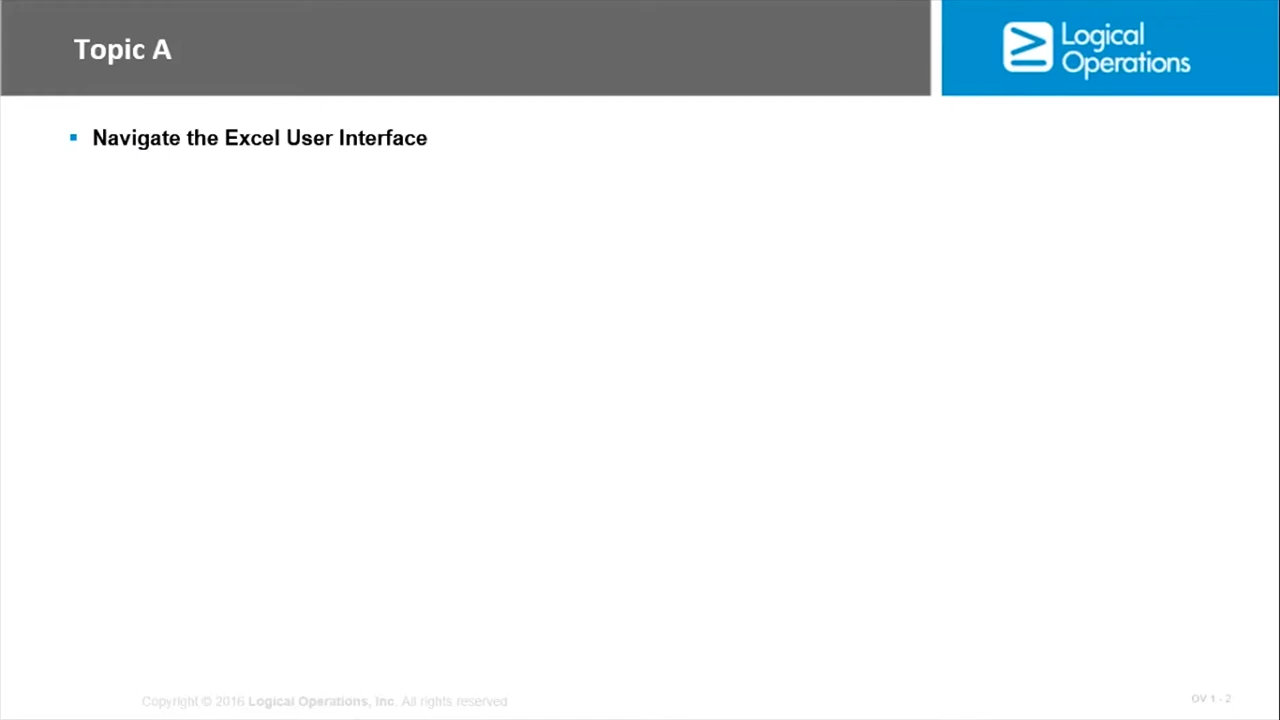 Topic A
Logical
Operations
Navigate the Excel User Interface
Copyright © 2016 Logical Operations, Inc. All rights reserved
OV 1 - 2